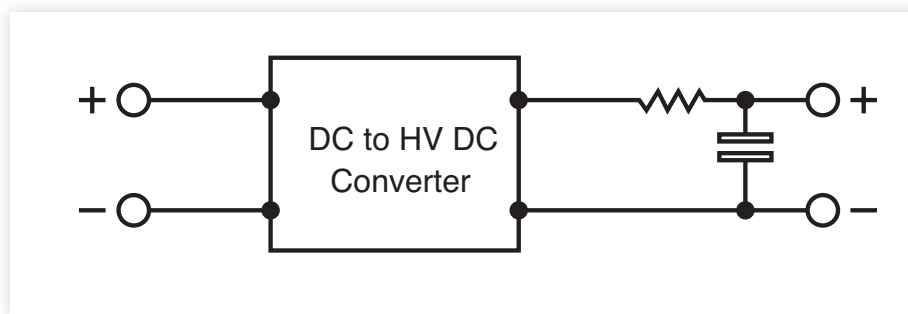 + +
DC to HV DC
Converter
− −